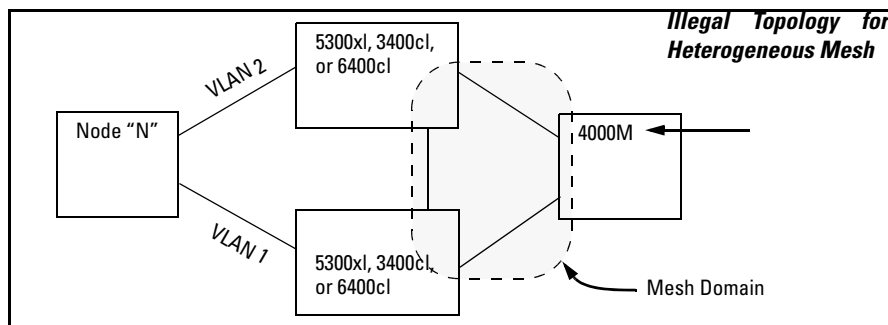 Illegal Topology for
Heterogeneous Mesh
5300xl, 3400cl,
or 6400cl
VLAN 2
Node “N”
4000M
VLAN 1
5300xl, 3400cl,
or 6400cl
Mesh Domain